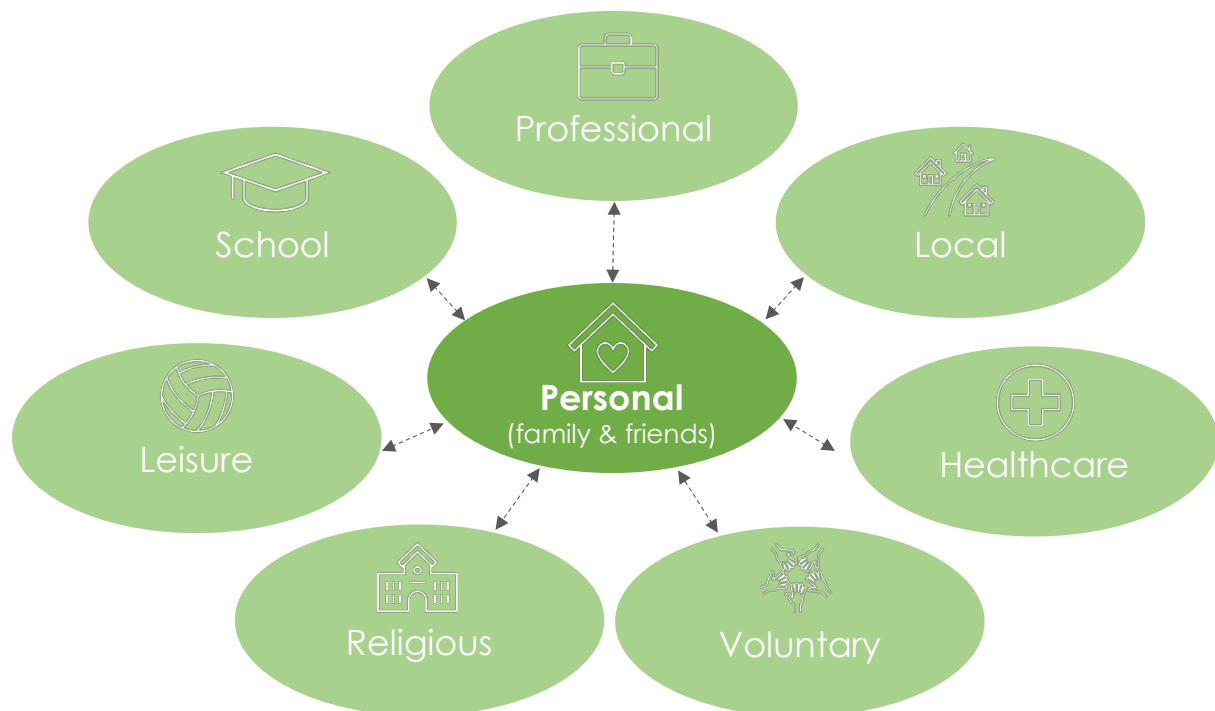 Professional
School
Local
Personal
(family & friends)
Leisure
Healthcare
Religious
Voluntary